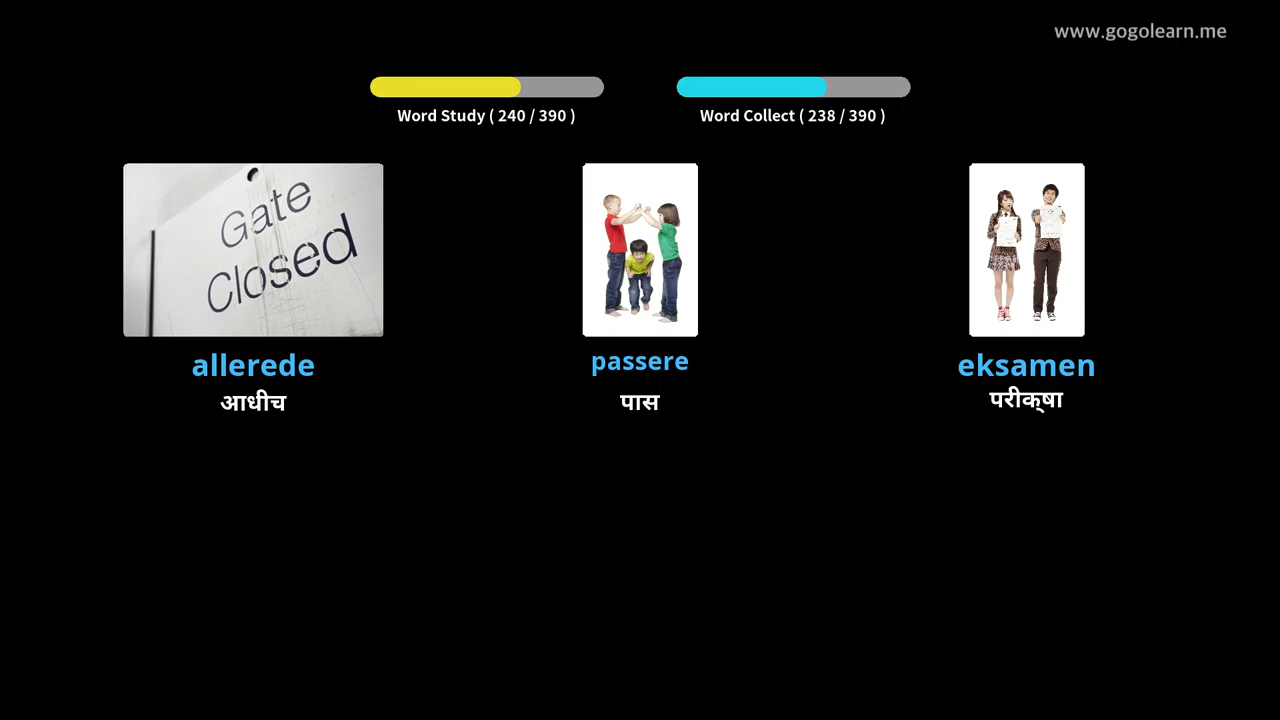 www.gogolearn.me
Word Study ( 240 / 390 )
Word Collect ( 238 / 390 )
Gate
Closed
allerede
passere
eksamen
आधीच
पास
परीक्षा